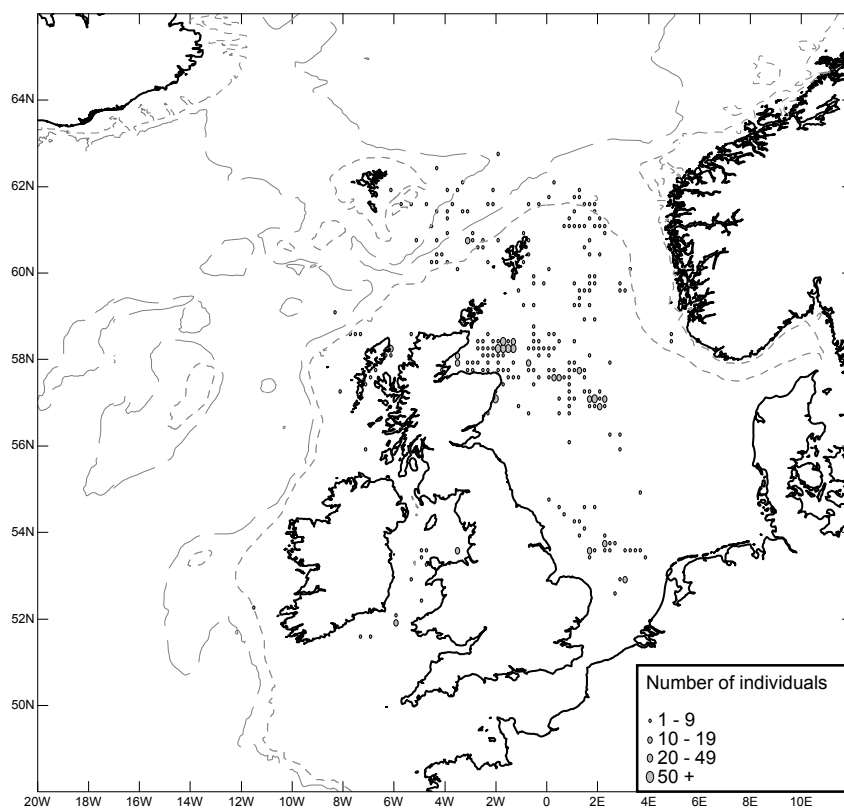 64N
62N
60N
58N
56N
54N
52N
50N
Number of individuals
1 - 9
10 - 19
20 - 49
50 +
20W 18W 16W 14W 12W 10W 8W 6W 4W 2W 0 2E 4E 6E 8E 10E